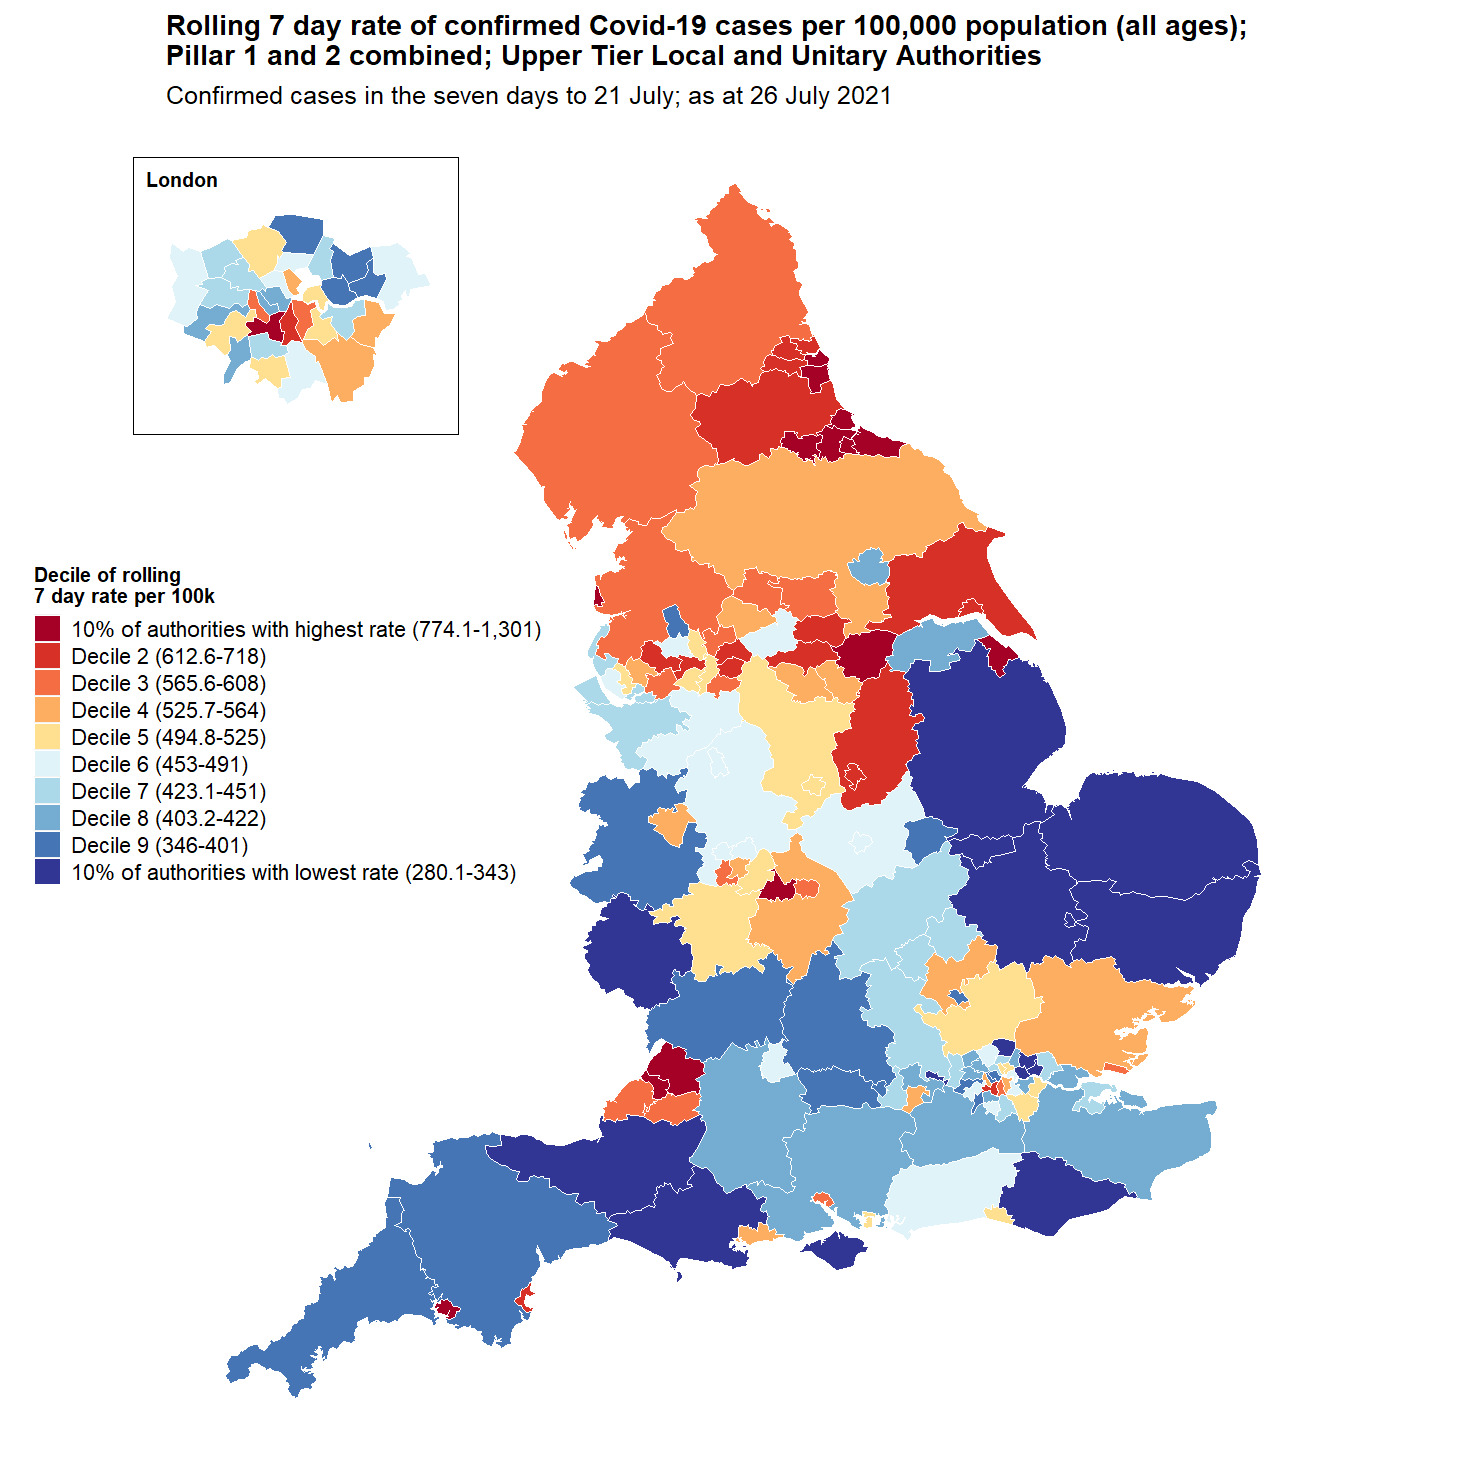 Rolling 7 day rate of confirmed Covid-19 cases per 100,000 population (all ages);
Pillar 1 and 2 combined; Upper Tier Local and Unitary Authorities
Confirmed cases in the seven days to 21 July; as at 26 July 2021
London
Decile of rolling
7 day rate per 100k
10% of authorities with highest rate (774.1-1,301)
Decile 2 (612.6-718)
Decile 3 (565.6-608)
Decile 4 (525.7-564)
Decile 5 (494.8-525)
Decile 6 (453-491)
Decile 7 (423.1-451)
Decile 8 (403.2-422)
Decile 9 (346-401)
10% of authorities with lowest rate (280.1-343)